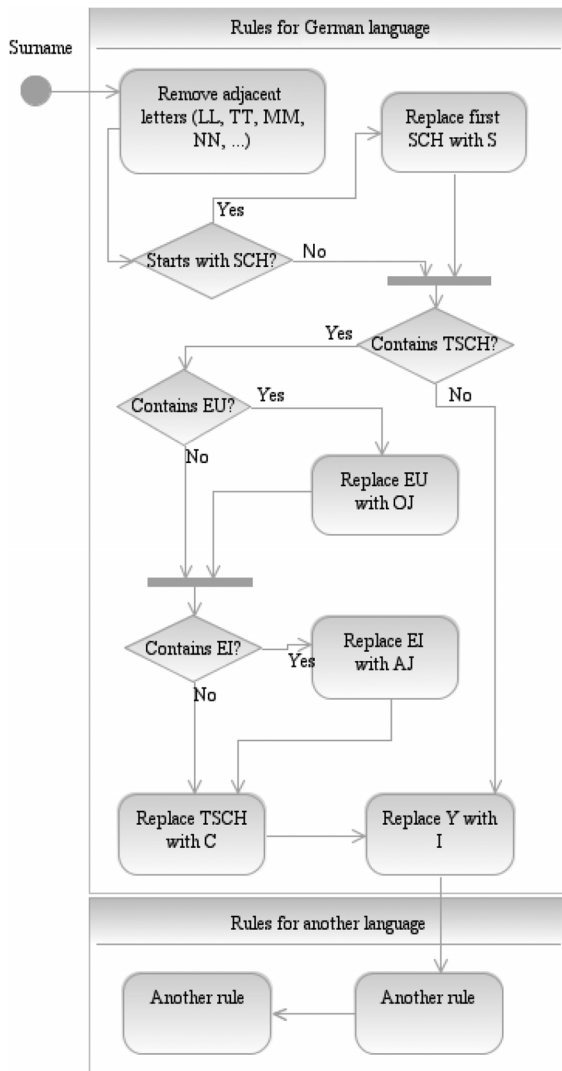 Rules for German language
Surname
Remove adjacent
letters (LL, TT, MM,
NN, ...)
Replace first
SCH with S
Yes
Starts with SCH?
No
Yes
Contains TSCH?
Contains EU?
Yes
No
No
Replace EU
with OJ
Contains EI?
Yes
Replace EI
with AJ
No
Replace TSCH
with C
Replace Y with
I
Rules for another language
Another rule
Another rule